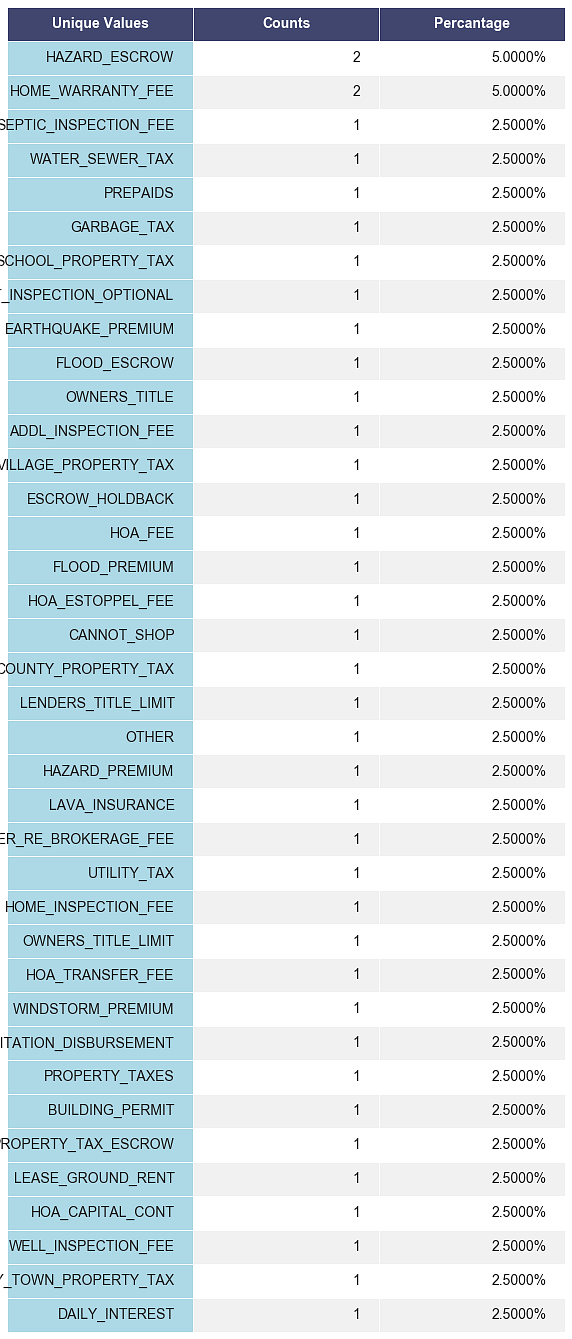 Unique Values Counts Percantage
HAZARD_ESCROW 2 5.0000%
HOME_WARRANTY_FEE 2 5.0000%
SEPTIC_INSPECTION_FEE 1 2.5000%
WATER_SEWER_TAX 1 2.5000%
PREPAIDS 1 2.5000%
GARBAGE_TAX 1 2.5000%
SCHOOL_PROPERTY_TAX 1 2.5000%
_INSPECTION_OPTIONAL 1 2.5000%
EARTHQUAKE_PREMIUM 1 2.5000%
FLOOD_ESCROW 1 2.5000%
OWNERS_TITLE 1 2.5000%
ADDL_INSPECTION_FEE 1 2.5000%
VILLAGE_PROPERTY_TAX 1 2.5000%
ESCROW_HOLDBACK 1 2.5000%
HOA_FEE 1 2.5000%
FLOOD_PREMIUM 1 2.5000%
HOA_ESTOPPEL_FEE 1 2.5000%
CANNOT_SHOP 1 2.5000%
COUNTY_PROPERTY_TAX 1 2.5000%
LENDERS_TITLE_LIMIT 1 2.5000%
OTHER 1 2.5000%
HAZARD_PREMIUM 1 2.5000%
LAVA_INSURANCE 1 2.5000%
ER_RE_BROKERAGE_FEE 1 2.5000%
UTILITY_TAX 1 2.5000%
HOME_INSPECTION_FEE 1 2.5000%
OWNERS_TITLE_LIMIT 1 2.5000%
HOA_TRANSFER_FEE 1 2.5000%
WINDSTORM_PREMIUM 1 2.5000%
ITATION_DISBURSEMENT 1 2.5000%
PROPERTY_TAXES 1 2.5000%
BUILDING_PERMIT 1 2.5000%
PROPERTY_TAX_ESCROW 1 2.5000%
LEASE_GROUND_RENT 1 2.5000%
HOA_CAPITAL_CONT 1 2.5000%
WELL_INSPECTION_FEE 1 2.5000%
Y_TOWN_PROPERTY_TAX 1 2.5000%
DAILY_INTEREST 1 2.5000%